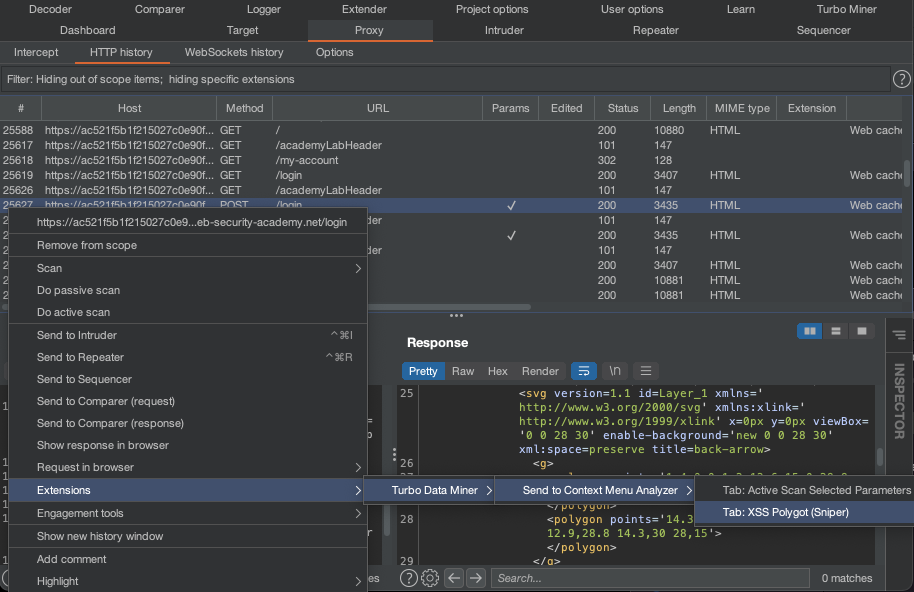 Decoder Comparer Logger Extender Project options User options Learn Turbo Miner
Dashboard Target Proxy Intruder Repeater Sequencer
Intercept HTTP history WebSockets history Options
Filter: Hiding out of scope items; hiding specific extensions ?
# Host Method URL Params Edited Status Length MIME type Extension
25588 https://ac521f5b1f215027c0e90f... GET / 200 10880 HTML Web cache
25617 https://ac521f5b1f215027c0e90f... GET /academyLabHeader 101 147
25618 https://ac521f5b1f215027c0e90f... GET /my-account 302 128
25619 https://ac521f5b1f215027c0e90f... GET /login 200 3407 HTML Web cache
25626 https://ac521f5b1f215027c0e90f... GET /academyLabHeader 101 147
25627 https://ac521f5b1f215027c0e90f... POST /login ✓ 200 3435 HTML Web cache
der 101 147
✓ 200 3435 HTML Web cache
der 101 147
200 3407 HTML Web cache
200 10881 HTML Web cache
200 10881 HTML Web cache
https://ac521f5b1f215027c0e9...eb-security-academy.net/login
Remove from scope
Scan
Do passive scan
Do active scan
Send to Intruder ^⌘I
Send to Repeater ^⌘R
Send to Sequencer
Send to Comparer (request)
Send to Comparer (response)
Show response in browser
Request in browser
Extensions
Engagement tools
Show new history window
Add comment
Highlight
Turbo Data Miner
Send to Context Menu Analyzer
Tab: Active Scan Selected Parameters
Tab: XSS Polygot (Sniper)
Response
Pretty Raw Hex Render \n
INSPECTOR
25 <svg version=1.1 id=Layer_1 xmlns='
http://www.w3.org/2000/svg' xmlns:xlink='
http://www.w3.org/1999/xlink' x=0px y=0px viewBox=
'0 0 28 30' enable-background='new 0 0 28 30'
xml:space=preserve title=back-arrow>
26 <g>
</polygon>
28 <polygon points='14.3
12.9,28.8 14.3,30 28,15'>
</polygon>
29 </g>
? Search... 0 matches